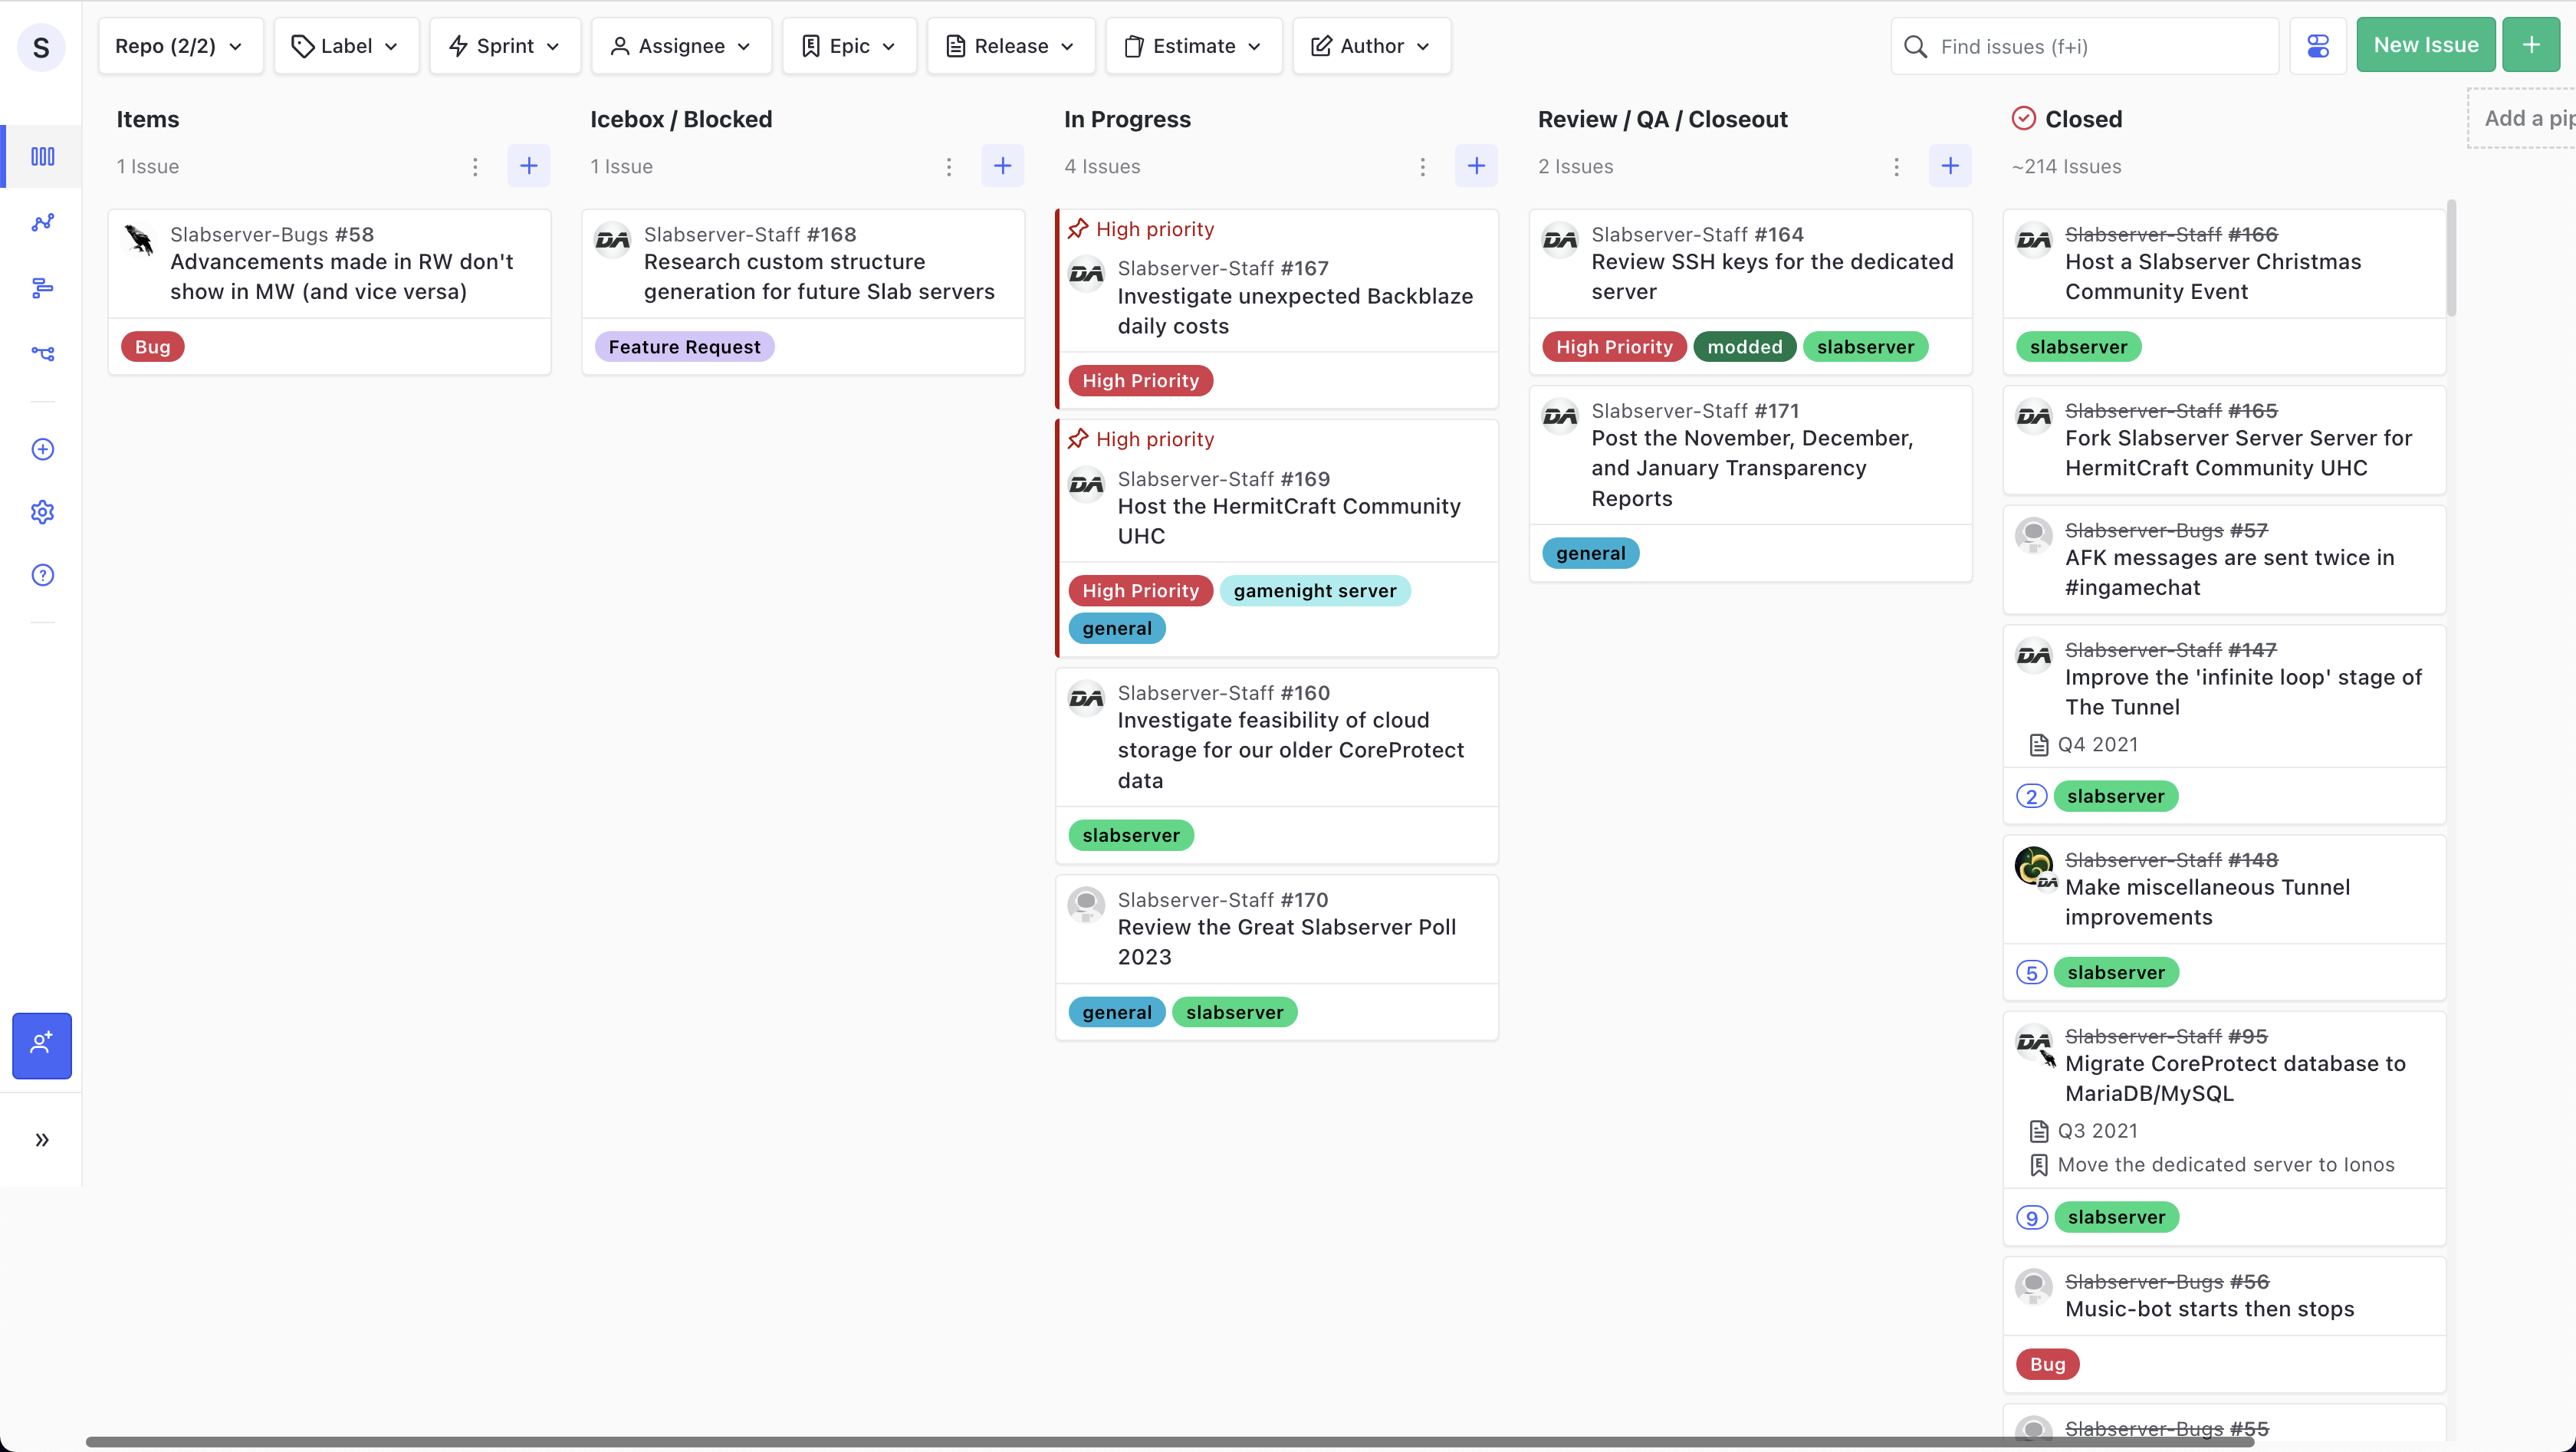 S
Repo (2/2)
Label
Sprint
Assignee
Epic
Release
Estimate
Author
Find issues (f+i)
New Issue
Items
1 Issue
Slabserver-Bugs #58
Advancements made in RW don't
show in MW (and vice versa)
Bug
Icebox / Blocked
1 Issue
DA
Slabserver-Staff #168
Research custom structure
generation for future Slab servers
Feature Request
In Progress
4 Issues
High priority
DA
Slabserver-Staff #167
Investigate unexpected Backblaze
daily costs
High Priority
High priority
DA
Slabserver-Staff #169
Host the HermitCraft Community
UHC
High Priority
gamenight server
general
DA
Slabserver-Staff #160
Investigate feasibility of cloud
storage for our older CoreProtect
data
slabserver
Slabserver-Staff #170
Review the Great Slabserver Poll
2023
general
slabserver
Review / QA / Closeout
2 Issues
DA
Slabserver-Staff #164
Review SSH keys for the dedicated
server
High Priority
modded
slabserver
DA
Slabserver-Staff #171
Post the November, December,
and January Transparency
Reports
general
Closed
~214 Issues
DA
Slabserver-Staff #166
Host a Slabserver Christmas
Community Event
slabserver
DA
Slabserver-Staff #165
Fork Slabserver Server Server for
HermitCraft Community UHC
Slabserver-Bugs #57
AFK messages are sent twice in
#ingamechat
DA
Slabserver-Staff #147
Improve the 'infinite loop' stage of
The Tunnel
Q4 2021
2
slabserver
DA
Slabserver-Staff #148
Make miscellaneous Tunnel
improvements
5
slabserver
DA
Slabserver-Staff #95
Migrate CoreProtect database to
MariaDB/MySQL
Q3 2021
Move the dedicated server to Ionos
9
slabserver
Slabserver-Bugs #56
Music-bot starts then stops
Bug
Slabserver-Bugs #55
Add a pip